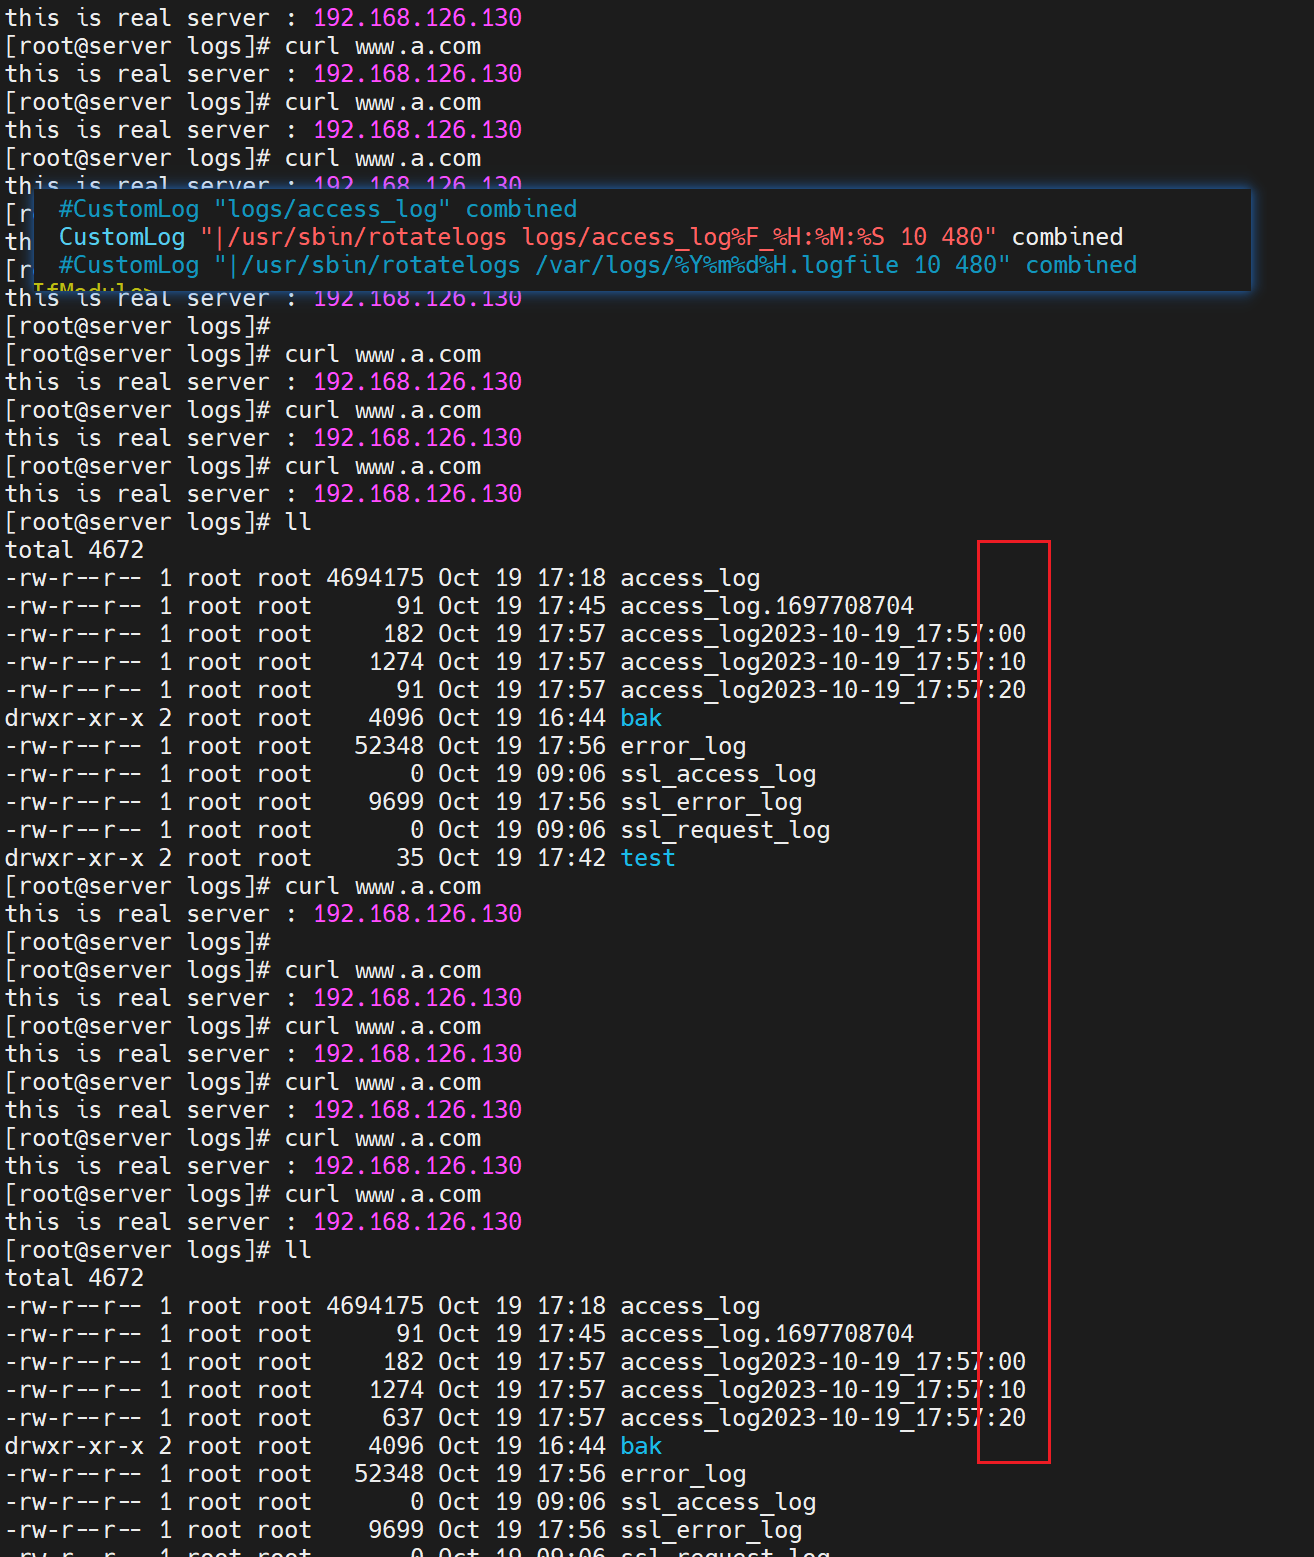 this is real server : 192.168.126.130
[root@server logs]# curl www.a.com
this is real server : 192.168.126.130
[root@server logs]# curl www.a.com
this is real server : 192.168.126.130
[root@server logs]# curl www.a.com
this is real server : 192.168.126.130
#CustomLog "logs/access_log" combined
CustomLog "|/usr/sbin/rotatelogs logs/access_log%F_%H:%M:%S 10 480" combined
#CustomLog "|/usr/sbin/rotatelogs /var/logs/%Y%m%d%H.logfile 10 480" combined
IfModule>
this is real server : 192.168.126.130
[root@server logs]#
[root@server logs]# curl www.a.com
this is real server : 192.168.126.130
[root@server logs]# curl www.a.com
this is real server : 192.168.126.130
[root@server logs]# curl www.a.com
this is real server : 192.168.126.130
[root@server logs]# ll
total 4672
-rw-r--r-- 1 root root 4694175 Oct 19 17:18 access_log
-rw-r--r-- 1 root root      91 Oct 19 17:45 access_log.1697708704
-rw-r--r-- 1 root root     182 Oct 19 17:57 access_log2023-10-19_17:57:00
-rw-r--r-- 1 root root    1274 Oct 19 17:57 access_log2023-10-19_17:57:10
-rw-r--r-- 1 root root      91 Oct 19 17:57 access_log2023-10-19_17:57:20
drwxr-xr-x 2 root root    4096 Oct 19 16:44 bak
-rw-r--r-- 1 root root   52348 Oct 19 17:56 error_log
-rw-r--r-- 1 root root       0 Oct 19 09:06 ssl_access_log
-rw-r--r-- 1 root root    9699 Oct 19 17:56 ssl_error_log
-rw-r--r-- 1 root root       0 Oct 19 09:06 ssl_request_log
drwxr-xr-x 2 root root      35 Oct 19 17:42 test
[root@server logs]# curl www.a.com
this is real server : 192.168.126.130
[root@server logs]#
[root@server logs]# curl www.a.com
this is real server : 192.168.126.130
[root@server logs]# curl www.a.com
this is real server : 192.168.126.130
[root@server logs]# curl www.a.com
this is real server : 192.168.126.130
[root@server logs]# curl www.a.com
this is real server : 192.168.126.130
[root@server logs]# curl www.a.com
this is real server : 192.168.126.130
[root@server logs]# ll
total 4672
-rw-r--r-- 1 root root 4694175 Oct 19 17:18 access_log
-rw-r--r-- 1 root root      91 Oct 19 17:45 access_log.1697708704
-rw-r--r-- 1 root root     182 Oct 19 17:57 access_log2023-10-19_17:57:00
-rw-r--r-- 1 root root    1274 Oct 19 17:57 access_log2023-10-19_17:57:10
-rw-r--r-- 1 root root     637 Oct 19 17:57 access_log2023-10-19_17:57:20
drwxr-xr-x 2 root root    4096 Oct 19 16:44 bak
-rw-r--r-- 1 root root   52348 Oct 19 17:56 error_log
-rw-r--r-- 1 root root       0 Oct 19 09:06 ssl_access_log
-rw-r--r-- 1 root root    9699 Oct 19 17:56 ssl_error_log
-rw-r--r-- 1 root root       0 Oct 19 09:06 ssl_request_log